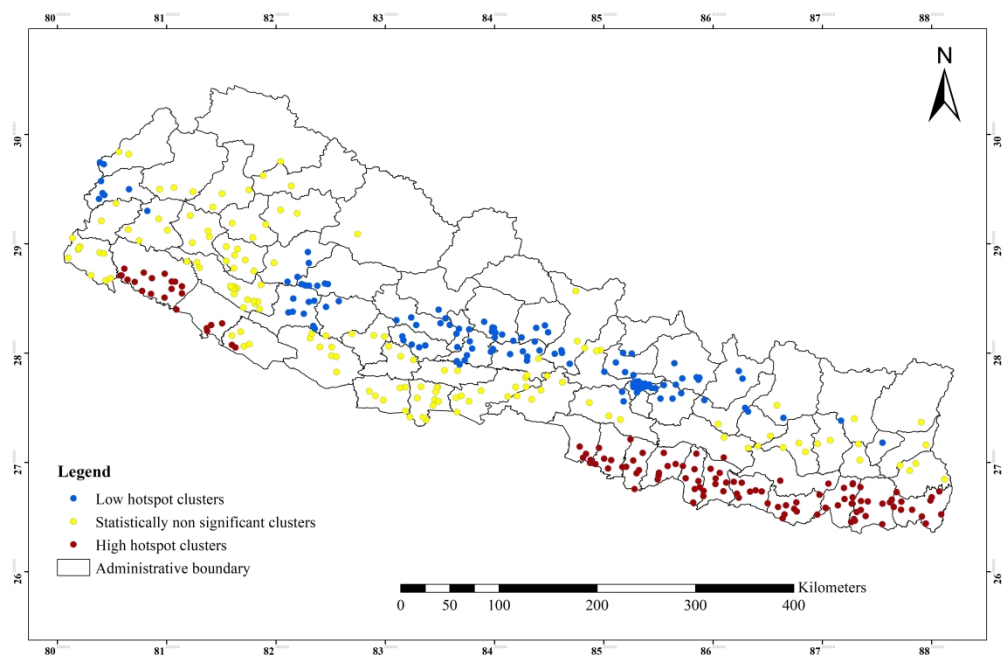 80 81 82 83 84 85 86 87 88
N
30 30
29 29
28 28
27 27
26 26
Legend
Low hotspot clusters
Statistically non significant clusters
High hotspot clusters
Administrative boundary
Kilometers
0 50 100 200 300 400
80 81 82 83 84 85 86 87 88